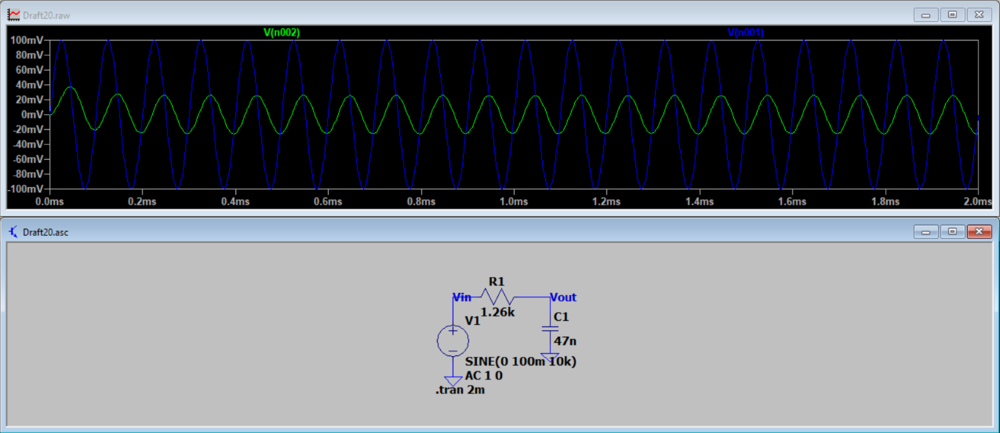 Draft20.raw
V(n002) V(n001)
100mV
80mV
60mV
40mV
20mV
0mV
-20mV
-40mV
-60mV
-80mV
-100mV
0.0ms 0.2ms 0.4ms 0.6ms 0.8ms 1.0ms 1.2ms 1.4ms 1.6ms 1.8ms 2.0ms
Draft20.asc
R1
Vin Vout
1.26k
V1 C1
47n
SINE(0 100m 10k)
AC 1 0
.tran 2m